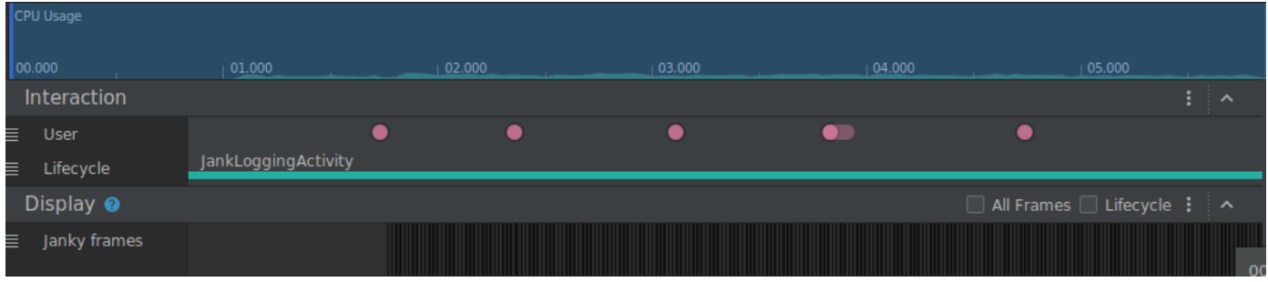 CPU Usage
00.000 01.000 02.000 03.000 04.000 05.000
Interaction
User
Lifecycle JankLoggingActivity
Display ? All Frames Lifecycle
Janky frames
00